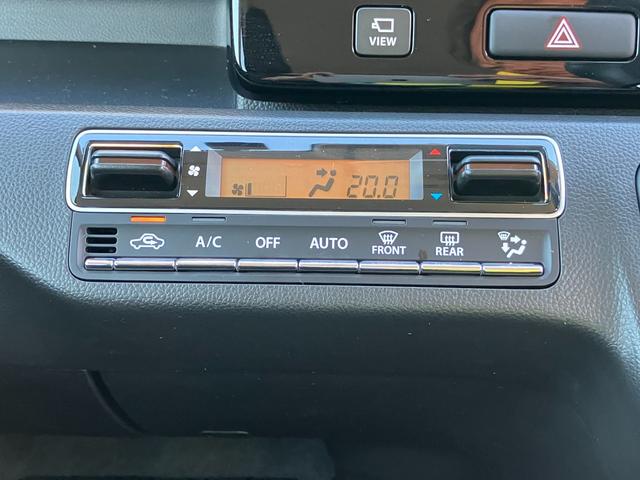 VIEW
20.0
A/C OFF AUTO FRONT REAR